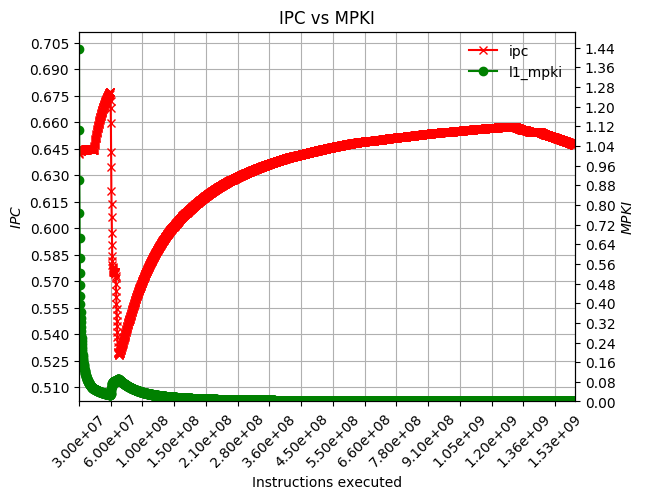 IPC vs MPKI
0.705
0.690
0.675
0.660
0.645
0.630
0.615
0.600
0.585
0.570
0.555
0.540
0.525
0.510
IPC
ipc
l1_mpki
1.44
1.36
1.28
1.20
1.12
1.04
0.96
0.88
0.80
0.72
0.64
0.56
0.48
0.40
0.32
0.24
0.16
0.08
0.00
MPKI
3.00e+07
6.00e+07
1.00e+08
1.50e+08
2.10e+08
2.80e+08
3.60e+08
4.50e+08
5.50e+08
6.60e+08
7.80e+08
9.10e+08
1.05e+09
1.20e+09
1.36e+09
1.53e+09
Instructions executed